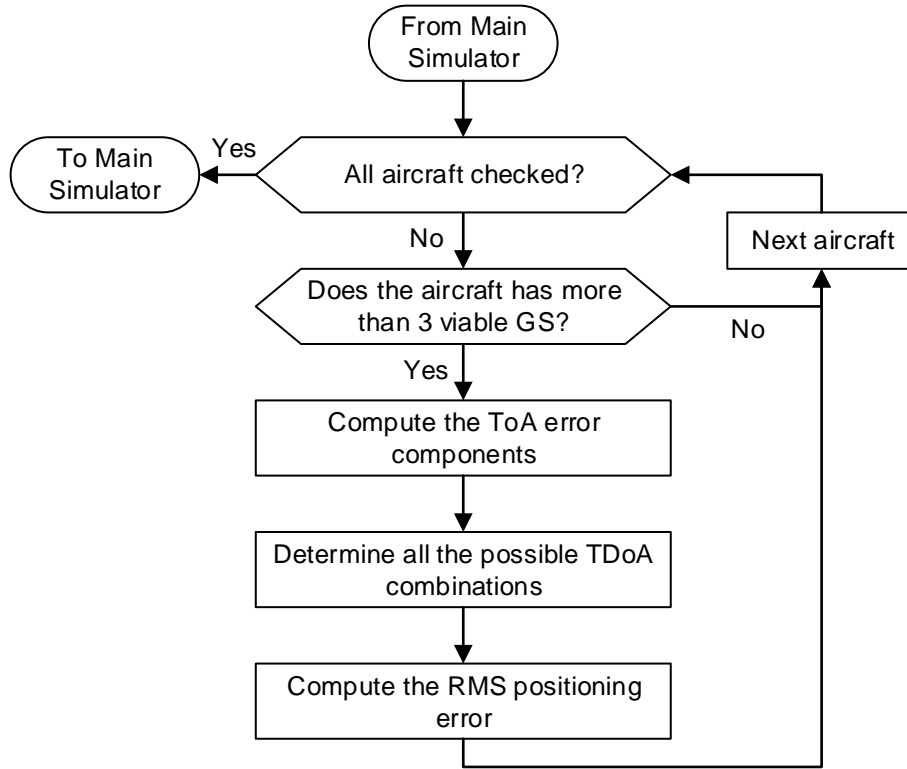 From Main
Simulator
Yes
To Main
Simulator
All aircraft checked?
Next aircraft
No
Does the aircraft has more
than 3 viable GS?
No
Yes
Compute the ToA error
components
Determine all the possible TDoA
combinations
Compute the RMS positioning
error